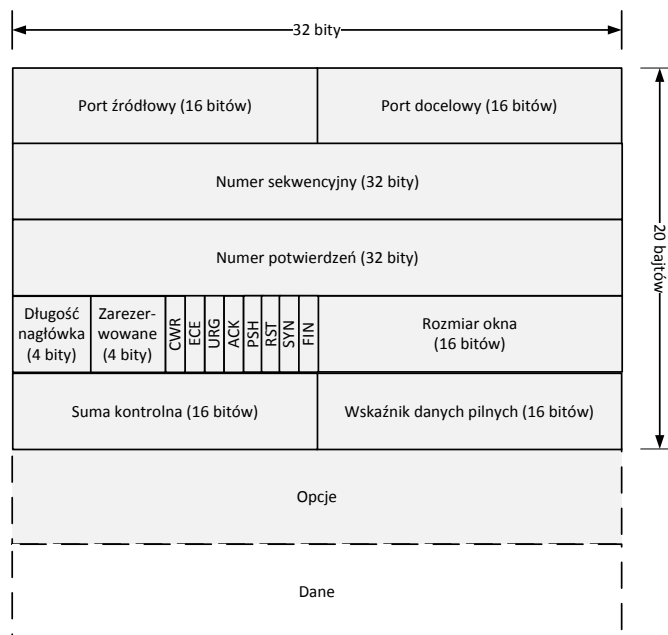 32 bity
Port źródłowy (16 bitów)
Port docelowy (16 bitów)
Numer sekwencyjny (32 bity)
Numer potwierdzeń (32 bity)
20 bajtów
Długość
nagłówka
(4 bity)
Zarezer-
wowane
(4 bity)
CWR
ECE
URG
ACK
PSH
RST
SYN
FIN
Rozmiar okna
(16 bitów)
Suma kontrolna (16 bitów)
Wskaźnik danych pilnych (16 bitów)
Opcje
Dane